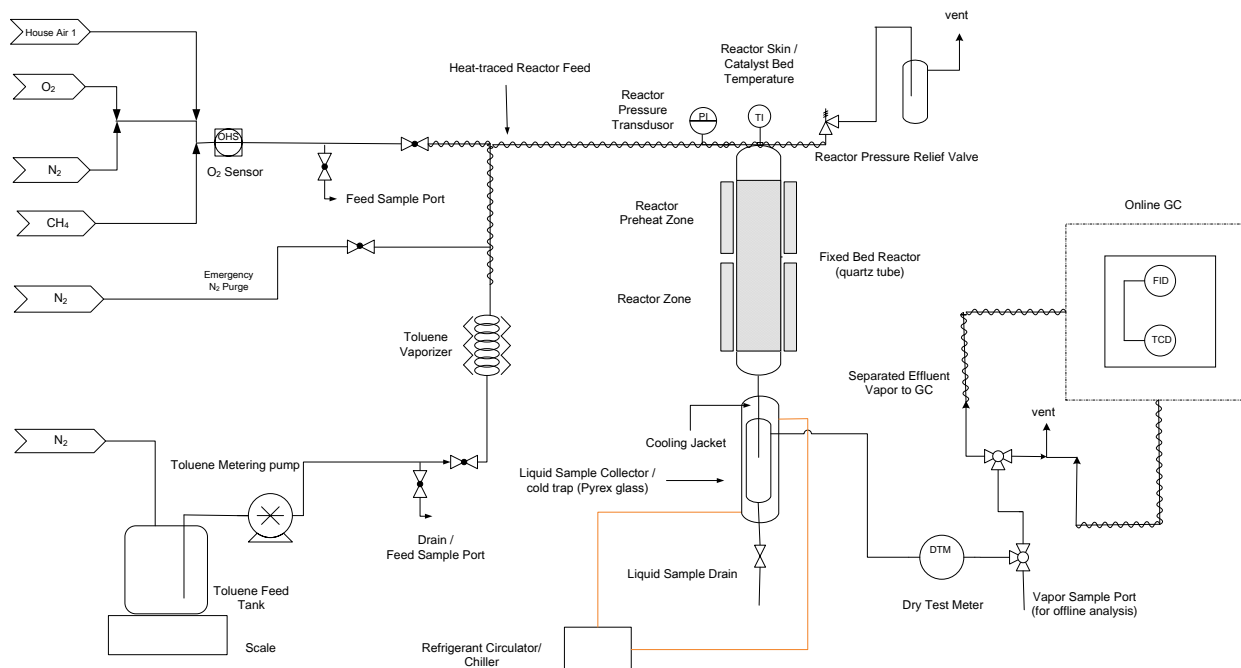 House Air 1
O2
N2
CH4
OHS
O2 Sensor
Feed Sample Port
Heat-traced Reactor Feed
Reactor
Pressure
Transdusor
PI
Reactor Skin /
Catalyst Bed
Temperature
TI
vent
Reactor Pressure Relief Valve
Reactor
Preheat Zone
Fixed Bed Reactor
(quartz tube)
Reactor Zone
Online GC
FID
TCD
Emergency
N2 Purge
N2
Toluene
Vaporizer
Separated Effluent
Vapor to GC
vent
N2
Toluene Metering pump
Drain /
Feed Sample Port
Cooling Jacket
Liquid Sample Collector /
cold trap (Pyrex glass)
Liquid Sample Drain
DTM
Dry Test Meter
Vapor Sample Port
(for offline analysis)
Toluene Feed
Tank
Scale
Refrigerant Circulator/
Chiller